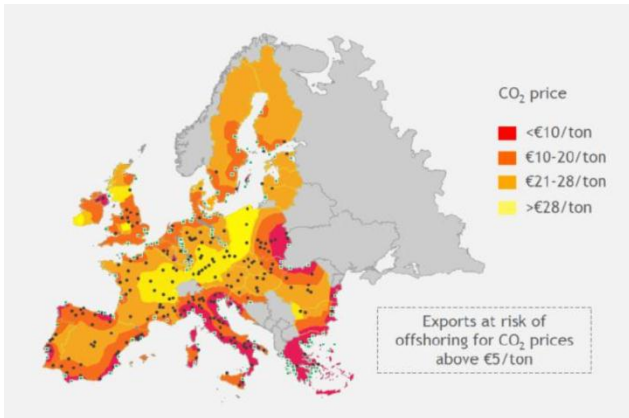 CO₂ price
<€10/ton
€10-20/ton
€21-28/ton
>€28/ton
Exports at risk of
offshoring for CO₂ prices
above €5/ton